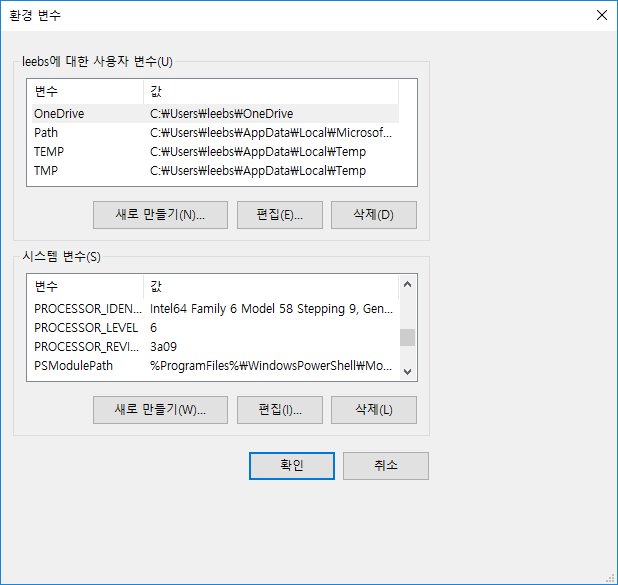 환경 변수
leebs에 대한 사용자 변수(U)
변수 값
OneDrive C:₩Users₩leebs₩OneDrive
Path C:₩Users₩leebs₩AppData₩Local₩Microsof...
TEMP C:₩Users₩leebs₩AppData₩Local₩Temp
TMP C:₩Users₩leebs₩AppData₩Local₩Temp
새로 만들기(N)... 편집(E)... 삭제(D)
시스템 변수(S)
변수 값
PROCESSOR_IDEN... Intel64 Family 6 Model 58 Stepping 9, Gen...
PROCESSOR_LEVEL 6
PROCESSOR_REVI... 3a09
PSModulePath %ProgramFiles%₩WindowsPowerShell₩Mo...
새로 만들기(W)... 편집(I)... 삭제(L)
확인 취소